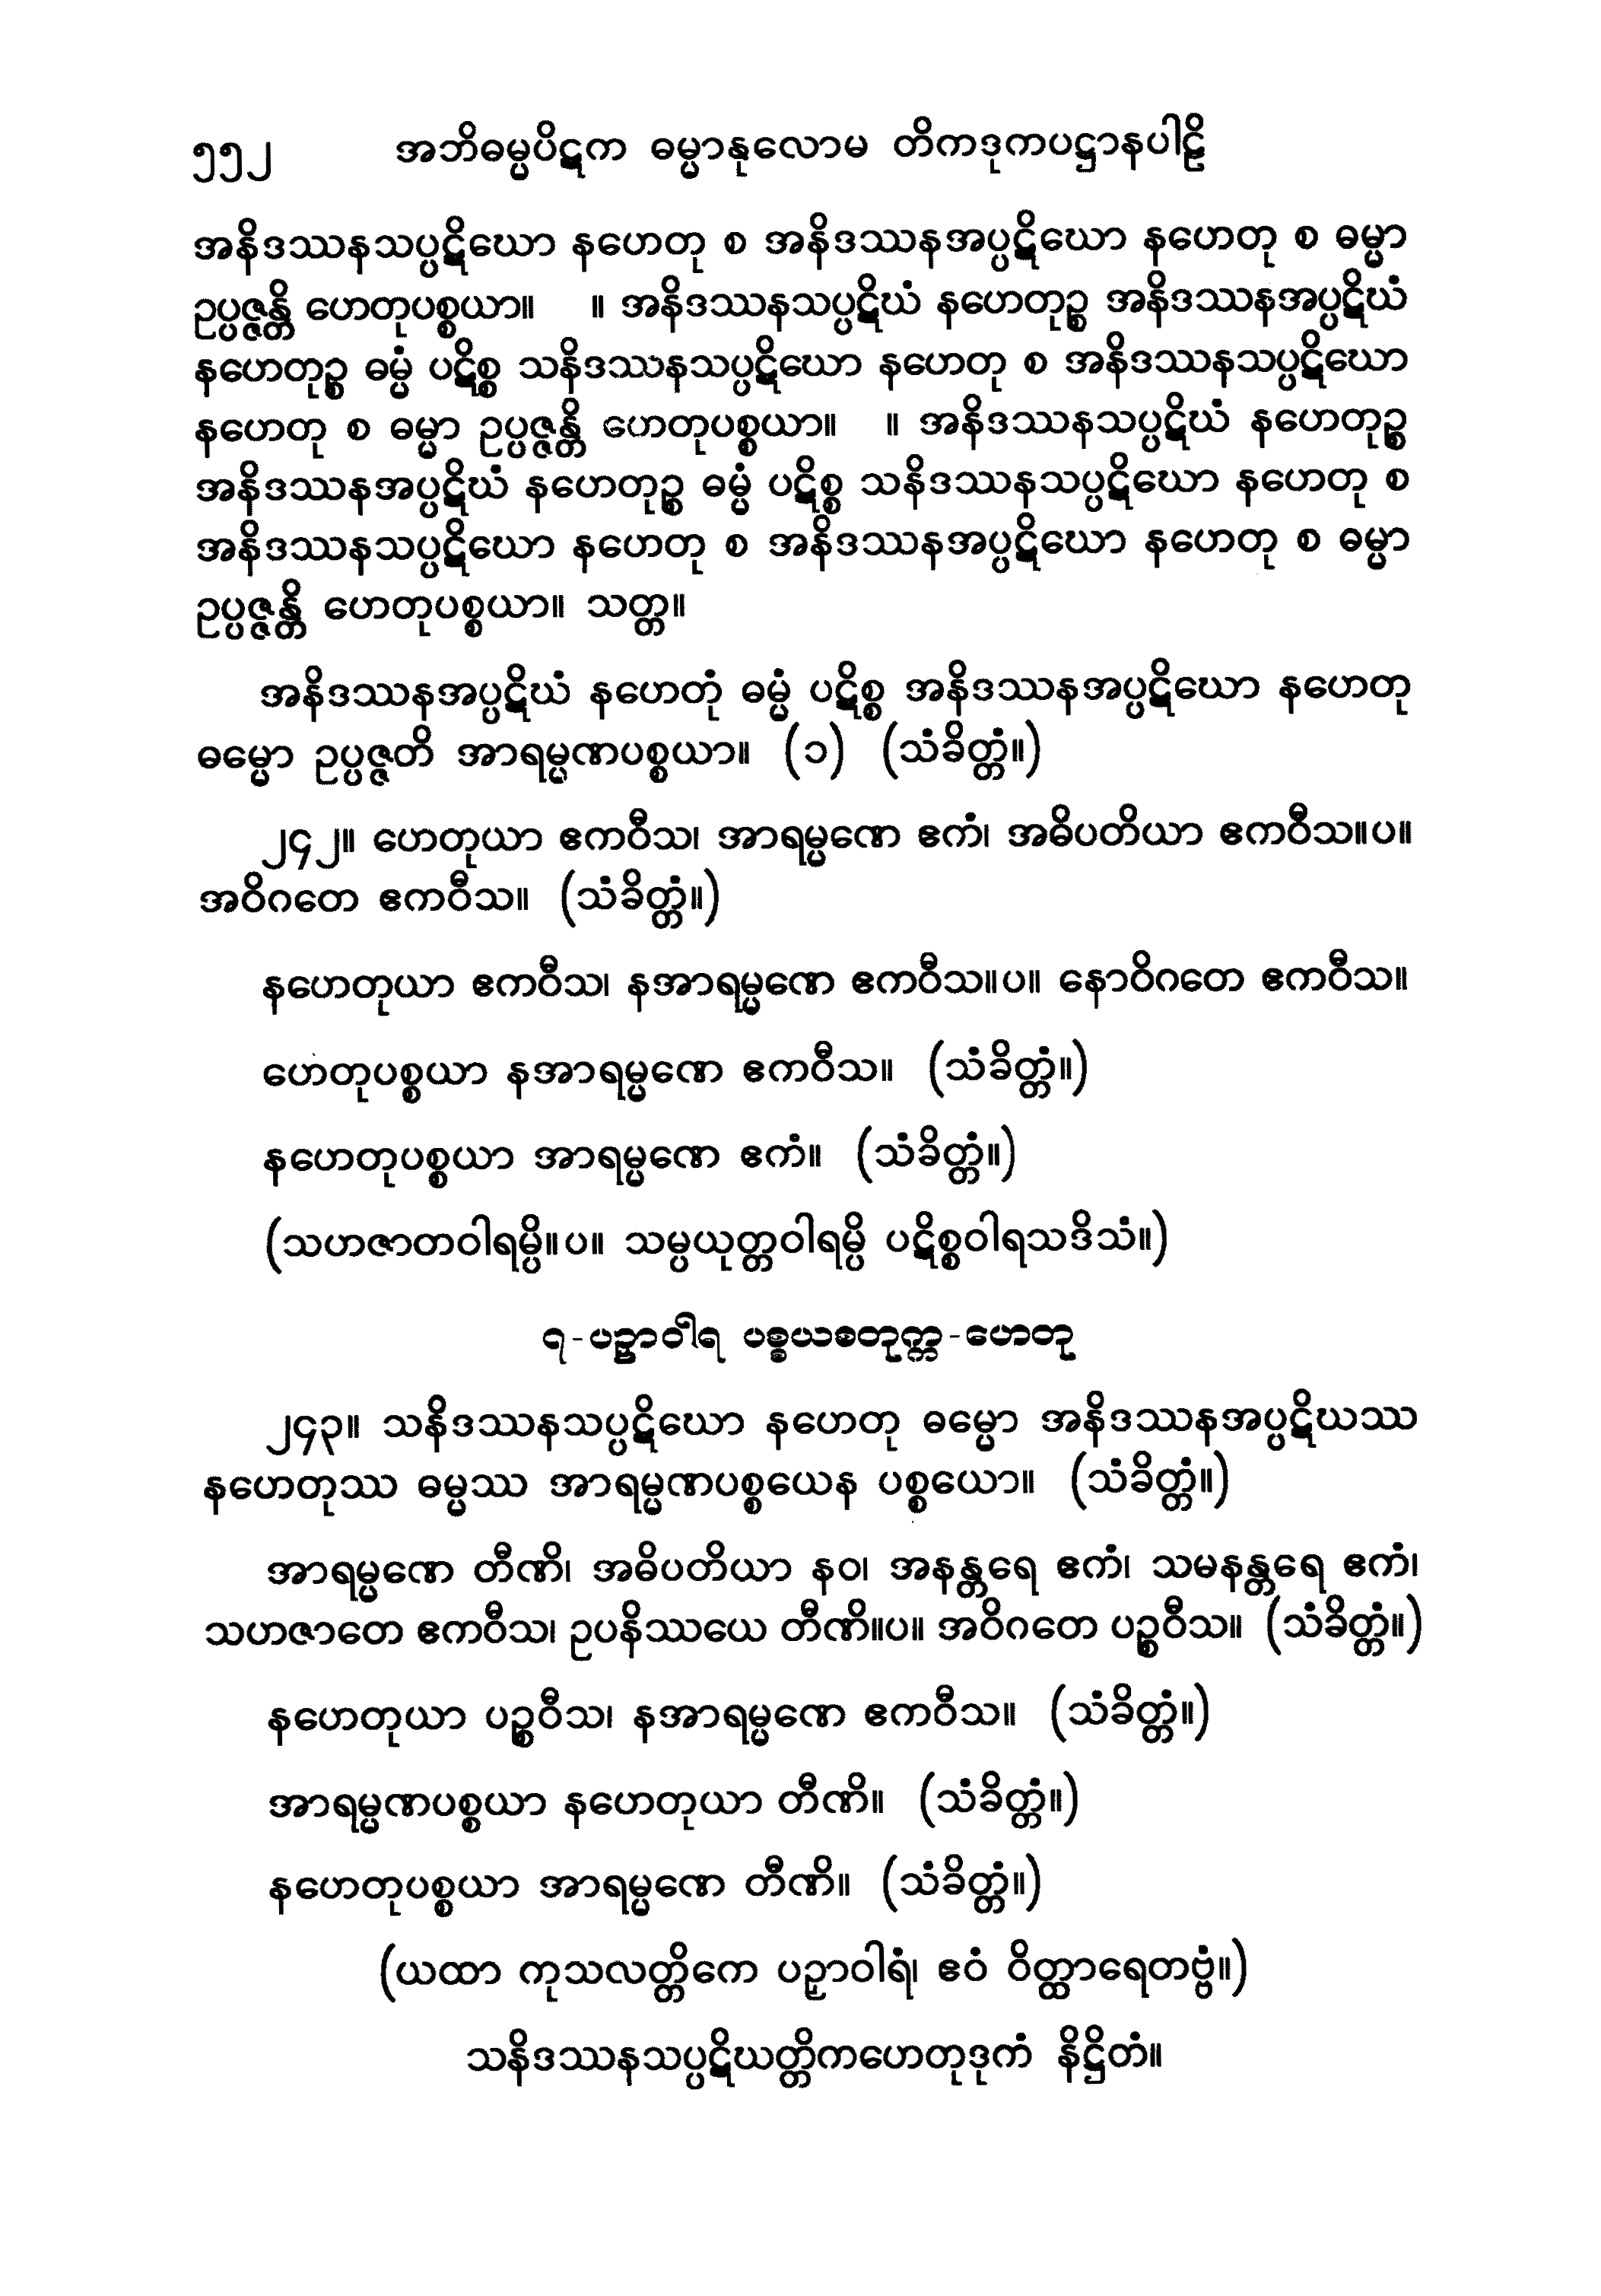 ၅၅၂ အဘိဓမ္မပိဋက ဓမ္မာနုလောမ တိကဒုကပဋ္ဌာနပါဠိ
အနိဒဿနသပ္ပဋိဃော နဟေတု စ အနိဒဿနအပ္ပဋိဃော နဟေတု စ ဓမ္မာ
ဥပ္ပဇ္ဇန္တိ ဟေတုပစ္စယာ။ ။ အနိဒဿနသပ္ပဋိဃံ နဟေတုဉ္စ အနိဒဿနအပ္ပဋိဃံ
နဟေတုဉ္စ ဓမ္မံ ပဋိစ္စ သနိဒဿနသပ္ပဋိဃော နဟေတု စ အနိဒဿနသပ္ပဋိဃော
နဟေတု စ ဓမ္မာ ဥပ္ပဇ္ဇန္တိ ဟေတုပစ္စယာ။ ။ အနိဒဿနသပ္ပဋိဃံ နဟေတုဉ္စ
အနိဒဿနအပ္ပဋိဃံ နဟေတုဉ္စ ဓမ္မံ ပဋိစ္စ သနိဒဿနသပ္ပဋိဃော နဟေတု စ
အနိဒဿနသပ္ပဋိဃော နဟေတု စ အနိဒဿနအပ္ပဋိဃော နဟေတု စ ဓမ္မာ
ဥပ္ပဇ္ဇန္တိ ဟေတုပစ္စယာ။ သတ္တ။
အနိဒဿနအပ္ပဋိဃံ နဟေတုံ ဓမ္မံ ပဋိစ္စ အနိဒဿနအပ္ပဋိဃော နဟေတု
ဓမ္မော ဥပ္ပဇ္ဇတိ အာရမ္မဏပစ္စယာ။ (၁) (သံခိတ္တံ။)
၂၄၂။ ဟေတုယာ ဧကဝီသ၊ အာရမ္မဏေ ဧကံ၊ အဓိပတိယာ ဧကဝီသ။ပ။
အဝိဂတေ ဧကဝီသ။ (သံခိတ္တံ။)
နဟေတုယာ ဧကဝီသ၊ နအာရမ္မဏေ ဧကဝီသ။ပ။ နောဝိဂတေ ဧကဝီသ။
ဟေတုပစ္စယာ နအာရမ္မဏေ ဧကဝီသ။ (သံခိတ္တံ။)
နဟေတုပစ္စယာ အာရမ္မဏေ ဧကံ။ (သံခိတ္တံ။)
(သဟဇာတဝါရမ္ပိ။ပ။ သမ္ပယုတ္တဝါရမ္ပိ ပဋိစ္စဝါရသဒိသံ။)
၇-ပဉှာဝါရ ပစ္စယစတုက္က-ဟေတု
၂၄၃။ သနိဒဿနသပ္ပဋိဃော နဟေတု ဓမ္မော အနိဒဿနအပ္ပဋိဃဿ
နဟေတုဿ ဓမ္မဿ အာရမ္မဏပစ္စယေန ပစ္စယော။ (သံခိတ္တံ။)
အာရမ္မဏေ တီဏိ၊ အဓိပတိယာ နဝ၊ အနန္တရေ ဧကံ၊ သမနန္တရေ ဧကံ၊
သဟဇာတေ ဧကဝီသ၊ ဥပနိဿယေ တီဏိ။ပ။ အဝိဂတေ ပဉ္စဝီသ။ (သံခိတ္တံ။)
နဟေတုယာ ပဉ္စဝီသ၊ နအာရမ္မဏေ ဧကဝီသ။ (သံခိတ္တံ။)
အာရမ္မဏပစ္စယာ နဟေတုယာ တီဏိ။ (သံခိတ္တံ။)
နဟေတုပစ္စယာ အာရမ္မဏေ တီဏိ။ (သံခိတ္တံ။)
(ယထာ ကုသလတ္တိကေ ပဉှာဝါရံ၊ ဧဝံ ဝိတ္ထာရေတဗ္ဗံ။)
သနိဒဿနသပ္ပဋိဃတ္တိကဟေတုဒုကံ နိဋ္ဌိတံ။